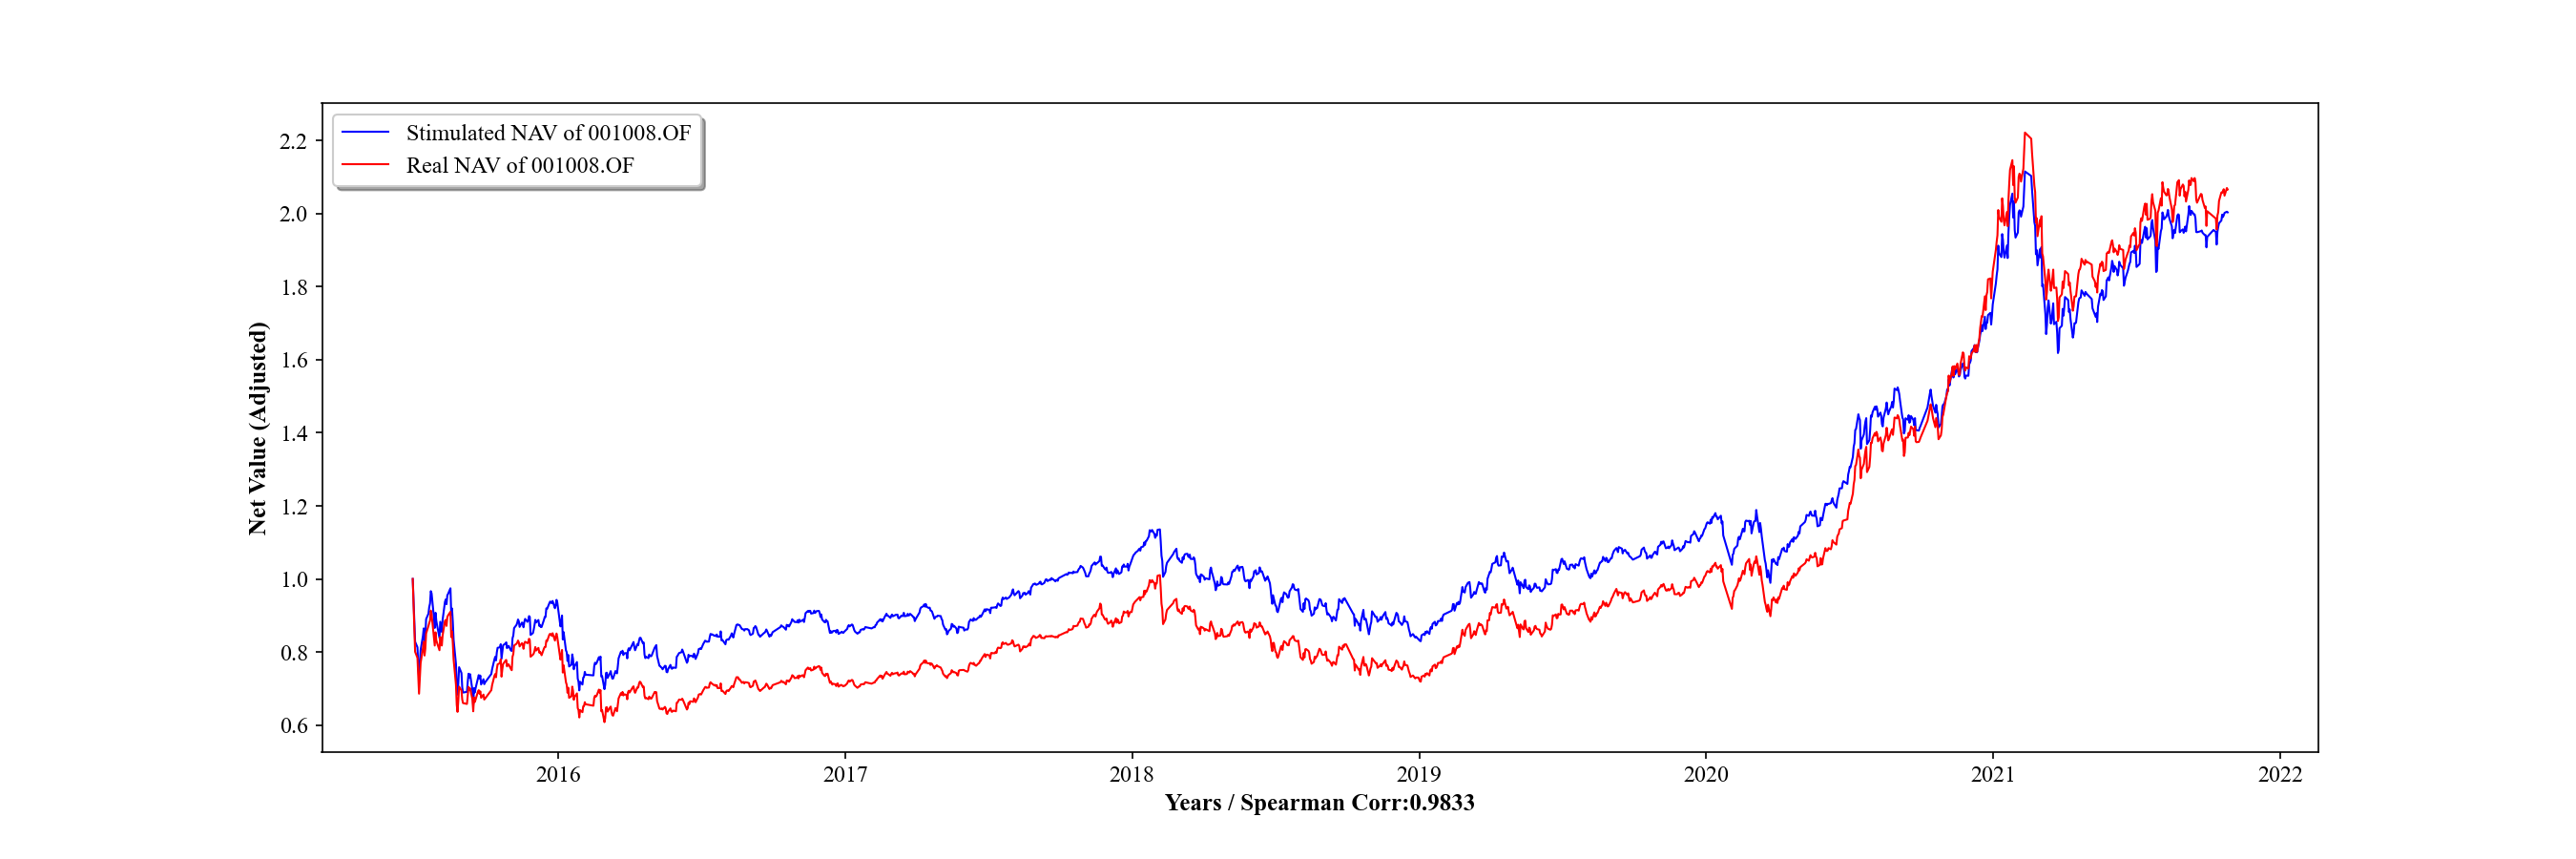 Stimulated NAV of 001008.OF
Real NAV of 001008.OF
Net Value (Adjusted)
2.2
2.0
1.8
1.6
1.4
1.2
1.0
0.8
0.6
2016 2017 2018 2019 2020 2021 2022
Years / Spearman Corr:0.9833